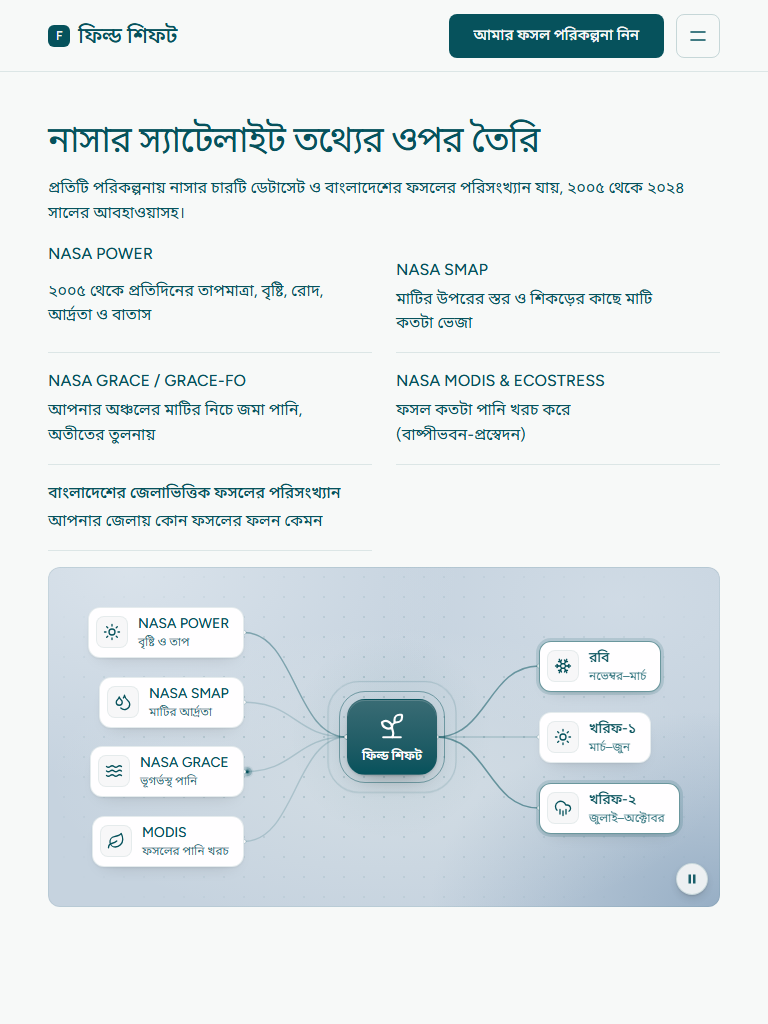 F ফিল্ড শিফট
আমার ফসল পরিকল্পনা নিন
নাসার স্যাটেলাইট তথ্যের ওপর তৈরি
প্রতিটি পরিকল্পনায় নাসার চারটি ডেটাসেট ও বাংলাদেশের ফসলের পরিসংখ্যান যায়, ২০০৫ থেকে ২০২৪
সালের আবহাওয়াসহ।
NASA POWER
২০০৫ থেকে প্রতিদিনের তাপমাত্রা, বৃষ্টি, রোদ,
আর্দ্রতা ও বাতাস
NASA SMAP
মাটির উপরের স্তর ও শিকড়ের কাছে মাটি
কতটা ভেজা
NASA GRACE / GRACE-FO
আপনার অঞ্চলের মাটির নিচে জমা পানি,
অতীতের তুলনায়
NASA MODIS & ECOSTRESS
ফসল কতটা পানি খরচ করে
(বাষ্পীভবন-প্রস্বেদন)
বাংলাদেশের জেলাভিত্তিক ফসলের পরিসংখ্যান
আপনার জেলায় কোন ফসলের ফলন কেমন
NASA POWER
বৃষ্টি ও তাপ
NASA SMAP
মাটির আর্দ্রতা
NASA GRACE
ভূগর্ভস্থ পানি
MODIS
ফসলের পানি খরচ
ফিল্ড শিফট
রবি
নভেম্বর–মার্চ
খরিফ-১
মার্চ–জুন
খরিফ-২
জুলাই–অক্টোবর